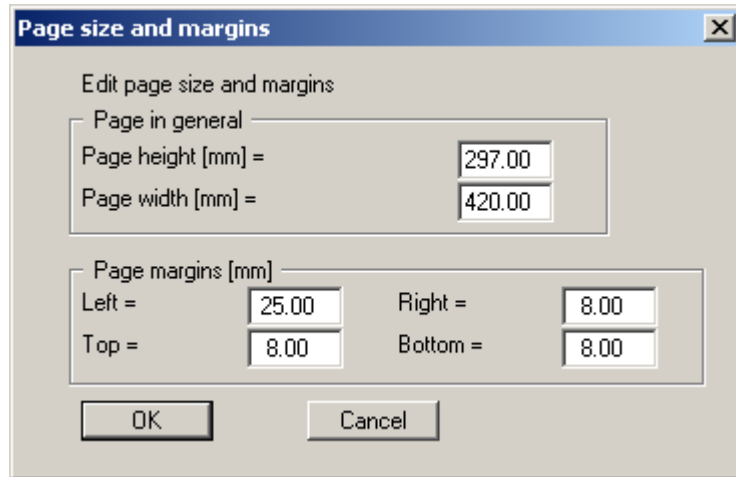 Page size and margins
Edit page size and margins
Page in general
Page height [mm] = 297.00
Page width [mm] = 420.00
Page margins [mm]
Left = 25.00 Right = 8.00
Top = 8.00 Bottom = 8.00
OK Cancel